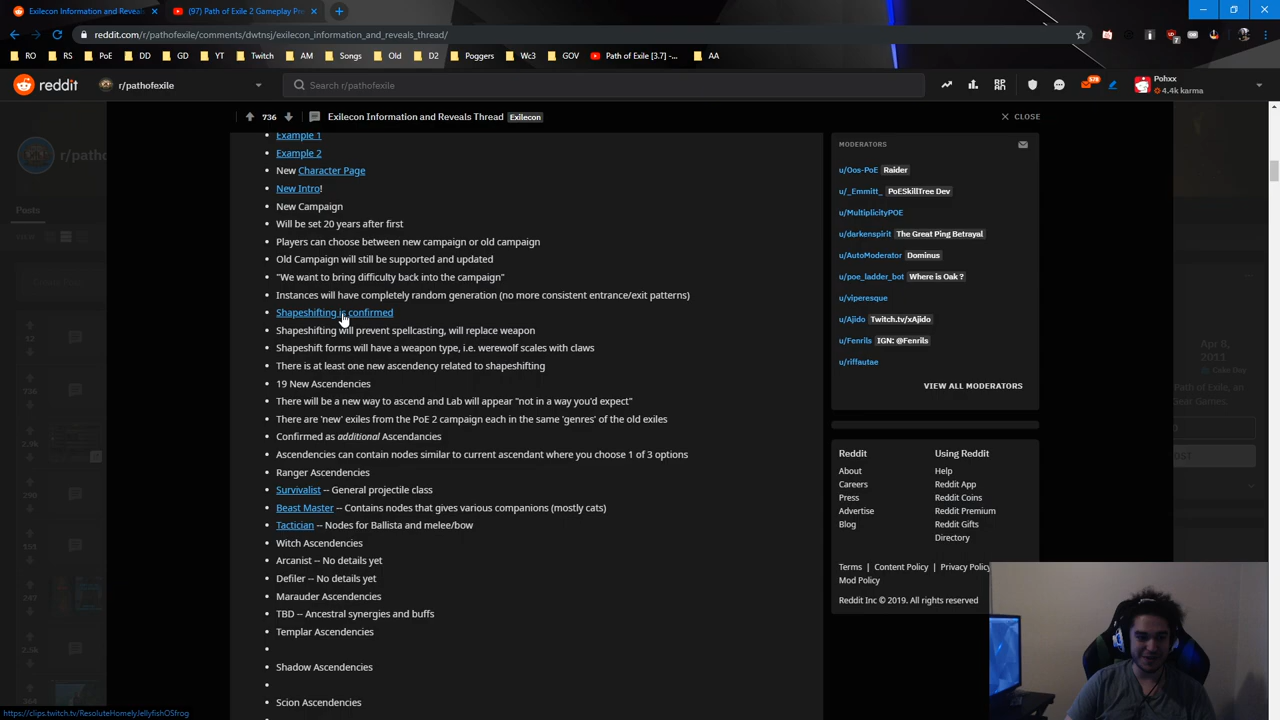 Exilecon Information and Reveals
(97) Path of Exile 2 Gameplay Pre
reddit.com/r/pathofexile/comments/dwtnsj/exilecon_information_and_reveals_thread/
RO RS PoE DD GD YT Twitch AM Songs Old D2 Poggers Wc3 GOV Path of Exile [3.7] -... AA
reddit r/pathofexile Search r/pathofexile 578 Pohxx
4.4k karma
736 Exilecon Information and Reveals Thread Exilecon CLOSE
Example 1
Example 2
New Character Page
New Intro!
New Campaign
Will be set 20 years after first
Players can choose between new campaign or old campaign
Old Campaign will still be supported and updated
"We want to bring difficulty back into the campaign"
Instances will have completely random generation (no more consistent entrance/exit patterns)
Shapeshifting is confirmed
Shapeshifting will prevent spellcasting, will replace weapon
Shapeshift forms will have a weapon type, i.e. werewolf scales with claws
There is at least one new ascendency related to shapeshifting
19 New Ascendencies
There will be a new way to ascend and Lab will appear "not in a way you'd expect"
There are 'new' exiles from the PoE 2 campaign each in the same 'genres' of the old exiles
Confirmed as additional Ascendancies
Ascendencies can contain nodes similar to current ascendant where you choose 1 of 3 options
Ranger Ascendencies
Survivalist -- General projectile class
Beast Master -- Contains nodes that gives various companions (mostly cats)
Tactician -- Nodes for Ballista and melee/bow
Witch Ascendencies
Arcanist -- No details yet
Defiler -- No details yet
Marauder Ascendencies
TBD -- Ancestral synergies and buffs
Templar Ascendencies
Shadow Ascendencies
Scion Ascendencies
MODERATORS
u/Oos-PoE Raider
u/_Emmitt_ PoESkillTree Dev
u/MultiplicityPOE
u/darkenspirit The Great Ping Betrayal
u/AutoModerator Dominus
u/poe_ladder_bot Where is Oak ?
u/viperesque
u/Ajido Twitch.tv/xAjido
u/Fenrils IGN: @Fenrils
u/riffautae
VIEW ALL MODERATORS
Reddit Using Reddit
About Help
Careers Reddit App
Press Reddit Coins
Advertise Reddit Premium
Blog Reddit Gifts
Directory
Terms | Content Policy | Privacy Policy
Mod Policy
Reddit Inc © 2019. All rights reserved
r/patho
Posts
Apr 8,
2011
Cake Day
Path of Exile, an
ear Games.
https://clips.twitch.tv/ResoluteHomelyJellyfishOSfrog